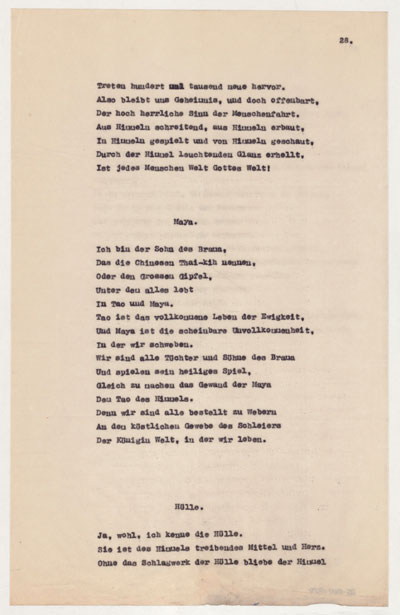 28.
Treten hundert und tausend neue hervor.
Also bleibt uns Geheimnis, und doch offenbart,
Der hoch herrliche Sinn der Menschenfahrt.
Aus Himmeln schreitend, aus Himmeln erbaut,
In Himmeln gespielt und von Himmeln geschaut,
Durch der Himmel leuchtenden Glanz erhellt,
Ist jedes Menschen Welt Gottes Welt!
Maya.
Ich bin der Sohn des Brama,
Das die Chinesen Thai-kih nennen,
Oder den Grossen Gipfel,
Unter den alles lebt
In Tao und Maya.
Tao ist das vollkommene Leben der Ewigkeit,
Und Maya ist die scheinbare Unvollkommenheit,
In der wir schweben.
Wir sind alle Töchter und Söhne des Brama
Und spielen sein heiliges Spiel,
Gleich zu machen das Gewand der Maya
Dem Tao des Himmels.
Denn wir sind alle bestellt zu Webern
An dem köstlichen Gewebe des Schleiers
Der Königin Welt, in der wir leben.
Hölle.
Ja, wohl, ich kenne die Hölle.
Sie ist des Himmels treibendes Mittel und Herz.
Ohne das Schlagwerk der Hölle bliebe der Himmel